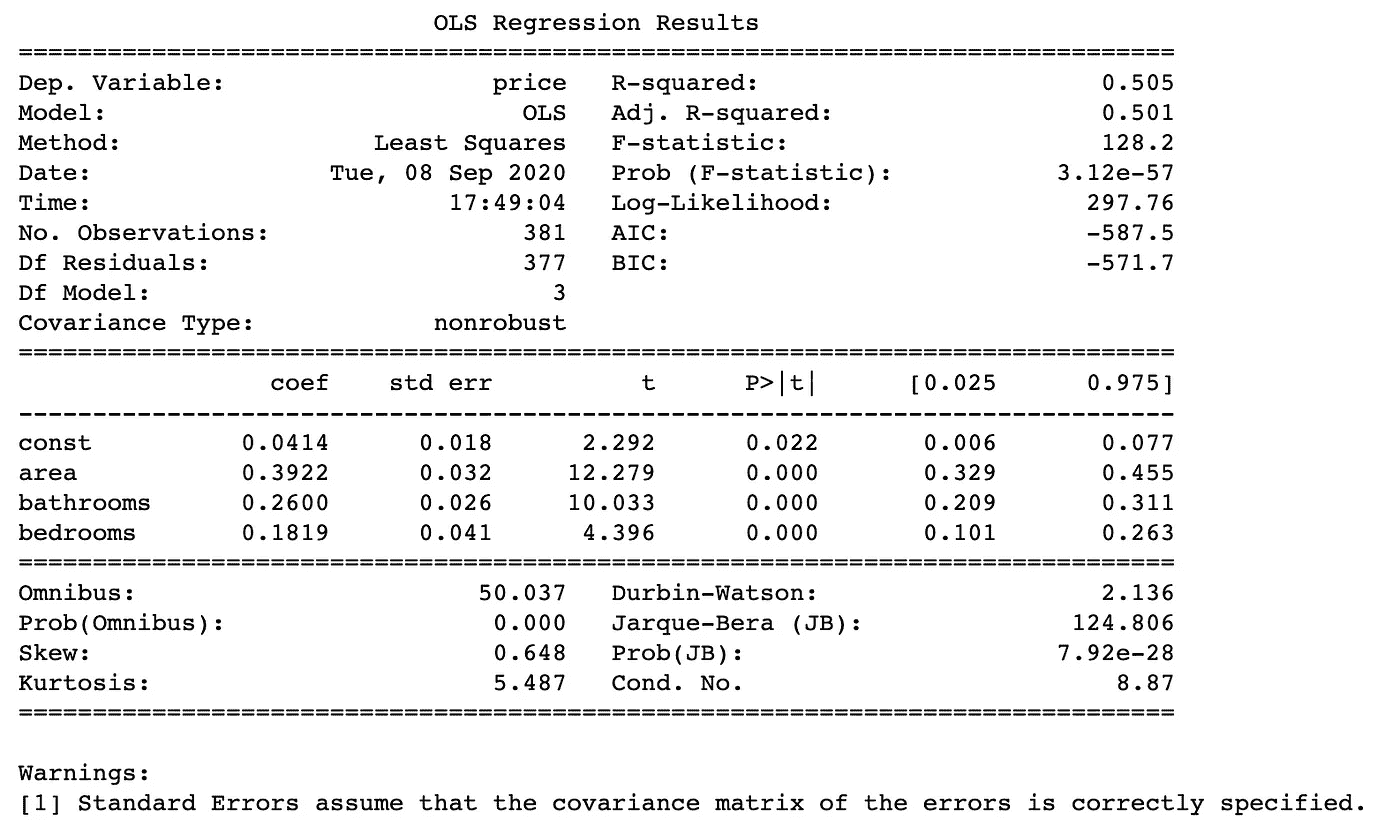 OLS Regression Results
==============================================================================
Dep. Variable:                  price   R-squared:                       0.505
Model:                            OLS   Adj. R-squared:                  0.501
Method:                 Least Squares   F-statistic:                     128.2
Date:                Tue, 08 Sep 2020   Prob (F-statistic):           3.12e-57
Time:                        17:49:04   Log-Likelihood:                 297.76
No. Observations:                 381   AIC:                            -587.5
Df Residuals:                     377   BIC:                            -571.7
Df Model:                           3
Covariance Type:            nonrobust
==============================================================================
                 coef    std err          t      P>|t|      [0.025      0.975]
------------------------------------------------------------------------------
const          0.0414      0.018      2.292      0.022       0.006       0.077
area           0.3922      0.032     12.279      0.000       0.329       0.455
bathrooms      0.2600      0.026     10.033      0.000       0.209       0.311
bedrooms       0.1819      0.041      4.396      0.000       0.101       0.263
==============================================================================
Omnibus:                       50.037   Durbin-Watson:                   2.136
Prob(Omnibus):                  0.000   Jarque-Bera (JB):              124.806
Skew:                           0.648   Prob(JB):                     7.92e-28
Kurtosis:                       5.487   Cond. No.                         8.87
==============================================================================

Warnings:
[1] Standard Errors assume that the covariance matrix of the errors is correctly specified.